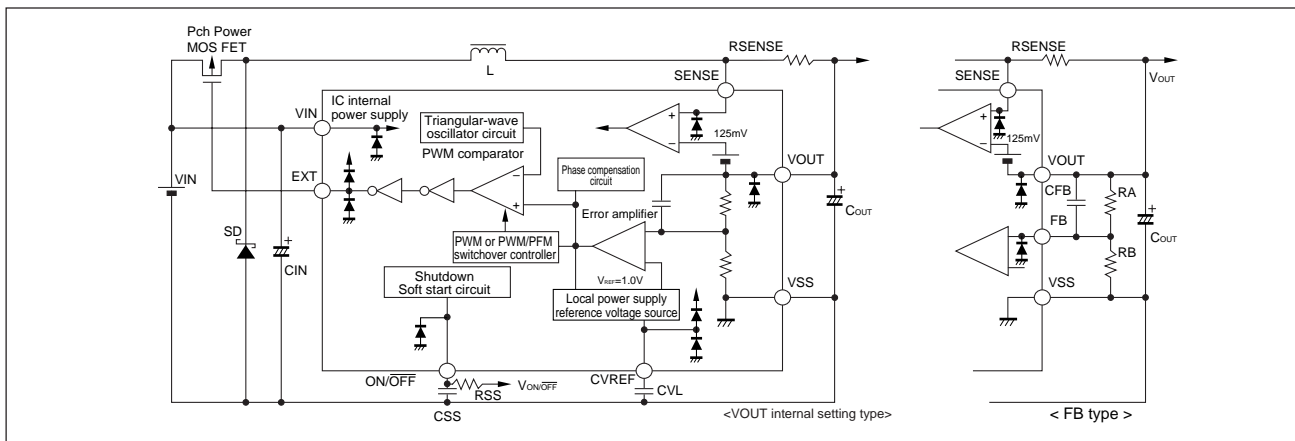 Pch Power
MOS FET
L
RSENSE
SENSE
VIN
IC internal
power supply
Triangular-wave
oscillator circuit
PWM comparator
+
−
125mV
VOUT
EXT
−
+
Phase compensation
circuit
VIN
SD
+
CIN
Error amplifier
PWM or PWM/PFM
switchover controller
+
COUT
Shutdown
Soft start circuit
VREF=1.0V
Local power supply
reference voltage source
VSS
ON/OFF
RSS
VON/OFF
CSS
CVREF
CVL
<VOUT internal setting type>
RSENSE
SENSE
VOUT
+
−
125mV
VOUT
CFB
RA
FB
+
COUT
RB
VSS
< FB type >